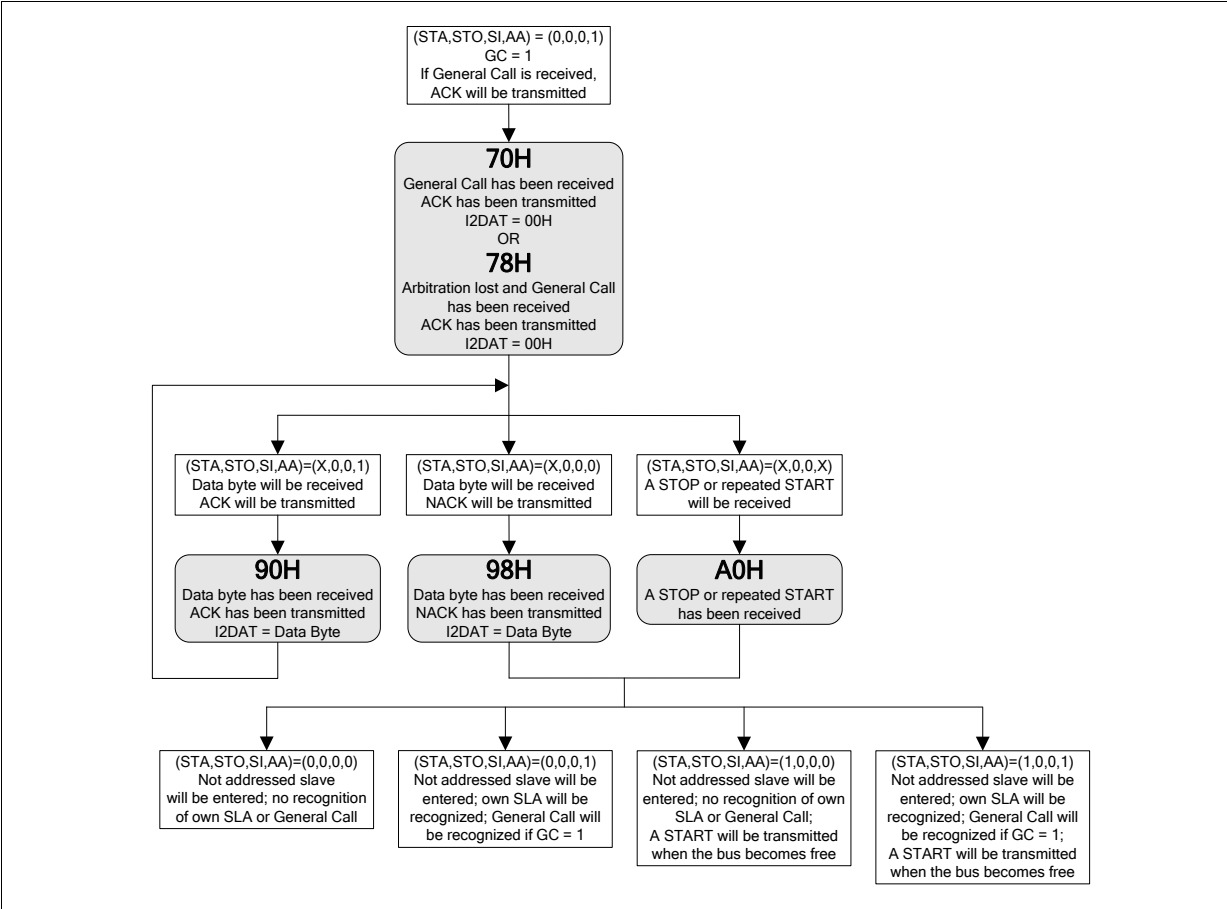 (STA,STO,SI,AA) = (0,0,0,1)
GC = 1
If General Call is received,
ACK will be transmitted
70H
General Call has been received
ACK has been transmitted
I2DAT = 00H
OR
78H
Arbitration lost and General Call
has been received
ACK has been transmitted
I2DAT = 00H
(STA,STO,SI,AA)=(X,0,0,1)
Data byte will be received
ACK will be transmitted
(STA,STO,SI,AA)=(X,0,0,0)
Data byte will be received
NACK will be transmitted
(STA,STO,SI,AA)=(X,0,0,X)
A STOP or repeated START
will be received
90H
Data byte has been received
ACK has been transmitted
I2DAT = Data Byte
98H
Data byte has been received
NACK has been transmitted
I2DAT = Data Byte
A0H
A STOP or repeated START
has been received
(STA,STO,SI,AA)=(0,0,0,0)
Not addressed slave
will be entered; no recognition
of own SLA or General Call
(STA,STO,SI,AA)=(0,0,0,1)
Not addressed slave will be
entered; own SLA will be
recognized; General Call will
be recognized if GC = 1
(STA,STO,SI,AA)=(1,0,0,0)
Not addressed slave will be
entered; no recognition of own
SLA or General Call;
A START will be transmitted
when the bus becomes free
(STA,STO,SI,AA)=(1,0,0,1)
Not addressed slave will be
entered; own SLA will be
recognized; General Call will
be recognized if GC = 1;
A START will be transmitted
when the bus becomes free